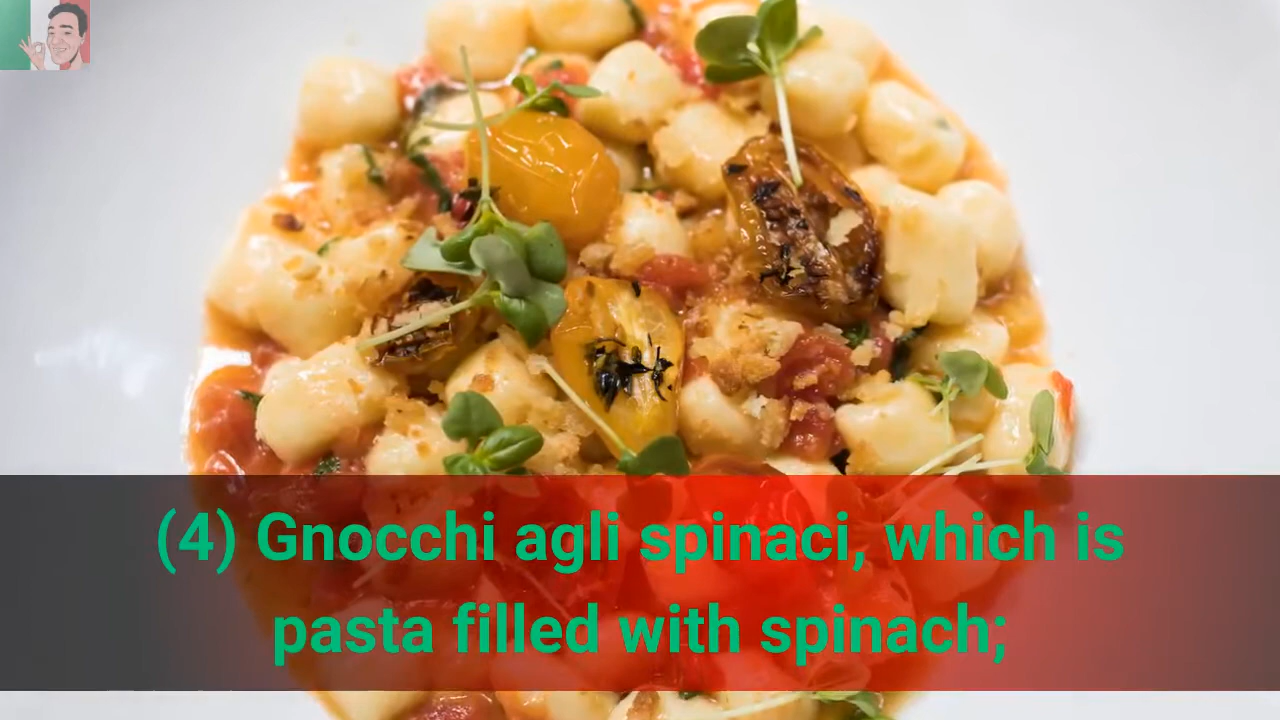 (4) Gnocchi agli spinaci, which is
pasta filled with spinach;